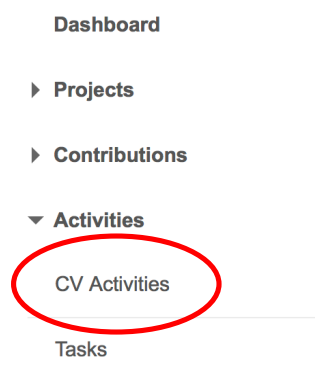 Dashboard
Projects
Contributions
Activities
CV Activities
Tasks